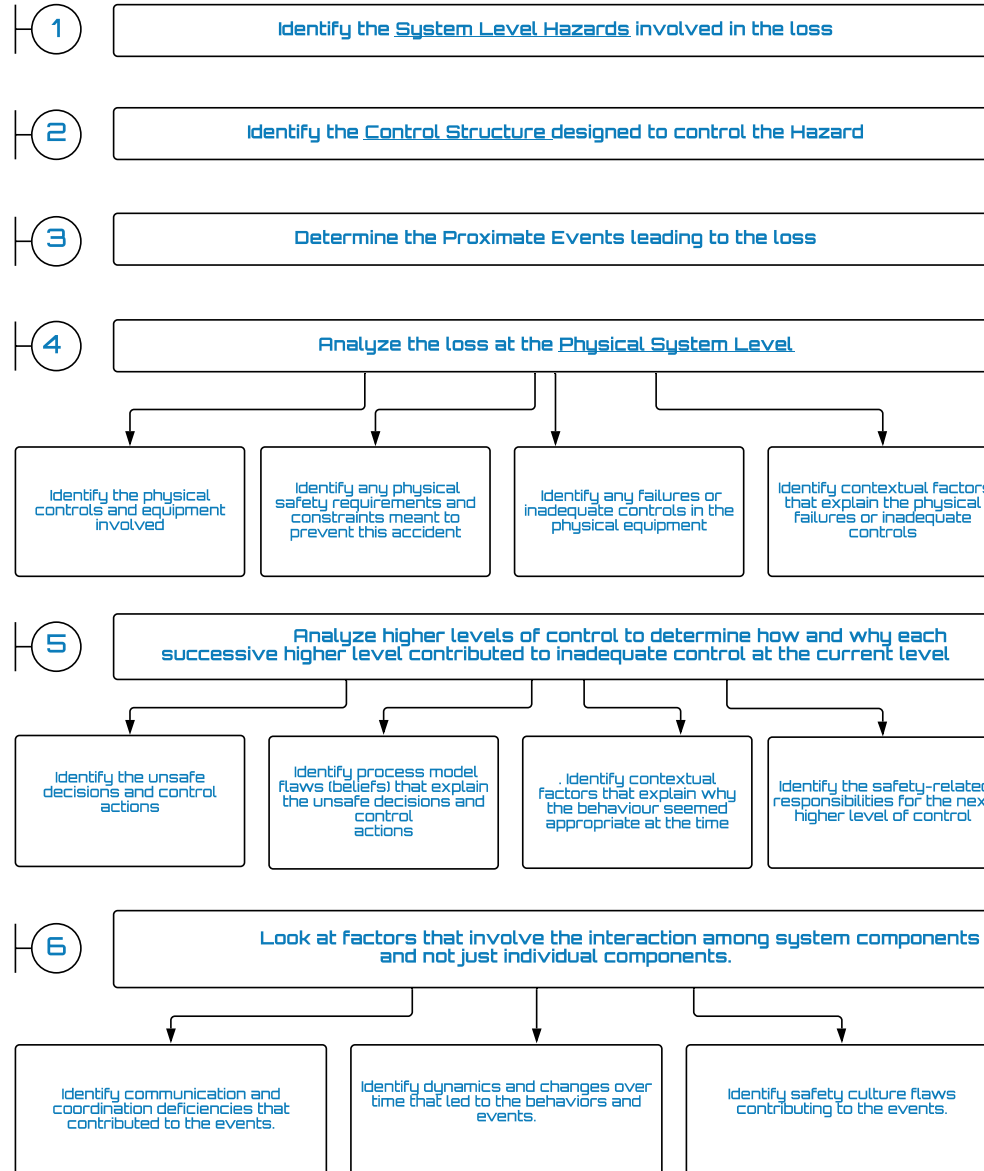 1
Identify the System Level Hazards involved in the loss
2
Identify the Control Structure designed to control the Hazard
3
Determine the Proximate Events leading to the loss
4
Analyze the loss at the Physical System Level
Identify the physical
controls and equipment
involved
Identify any physical
safety requirements and
constraints meant to
prevent this accident
Identify any failures or
inadequate controls in the
physical equipment
Identify contextual factors
that explain the physical
failures or inadequate
controls
5
Analyze higher levels of control to determine how and why each
successive higher level contributed to inadequate control at the current level
Identify the unsafe
decisions and control
actions
Identify process model
flaws (beliefs) that explain
the unsafe decisions and
control
actions
. Identify contextual
factors that explain why
the behaviour seemed
appropriate at the time
Identify the safety-related
responsibilities for the next
higher level of control
6
Look at factors that involve the interaction among system components
and not just individual components.
Identify communication and
coordination deficiencies that
contributed to the events.
Identify dynamics and changes over
time that led to the behaviors and
events.
Identify safety culture flaws
contributing to the events.